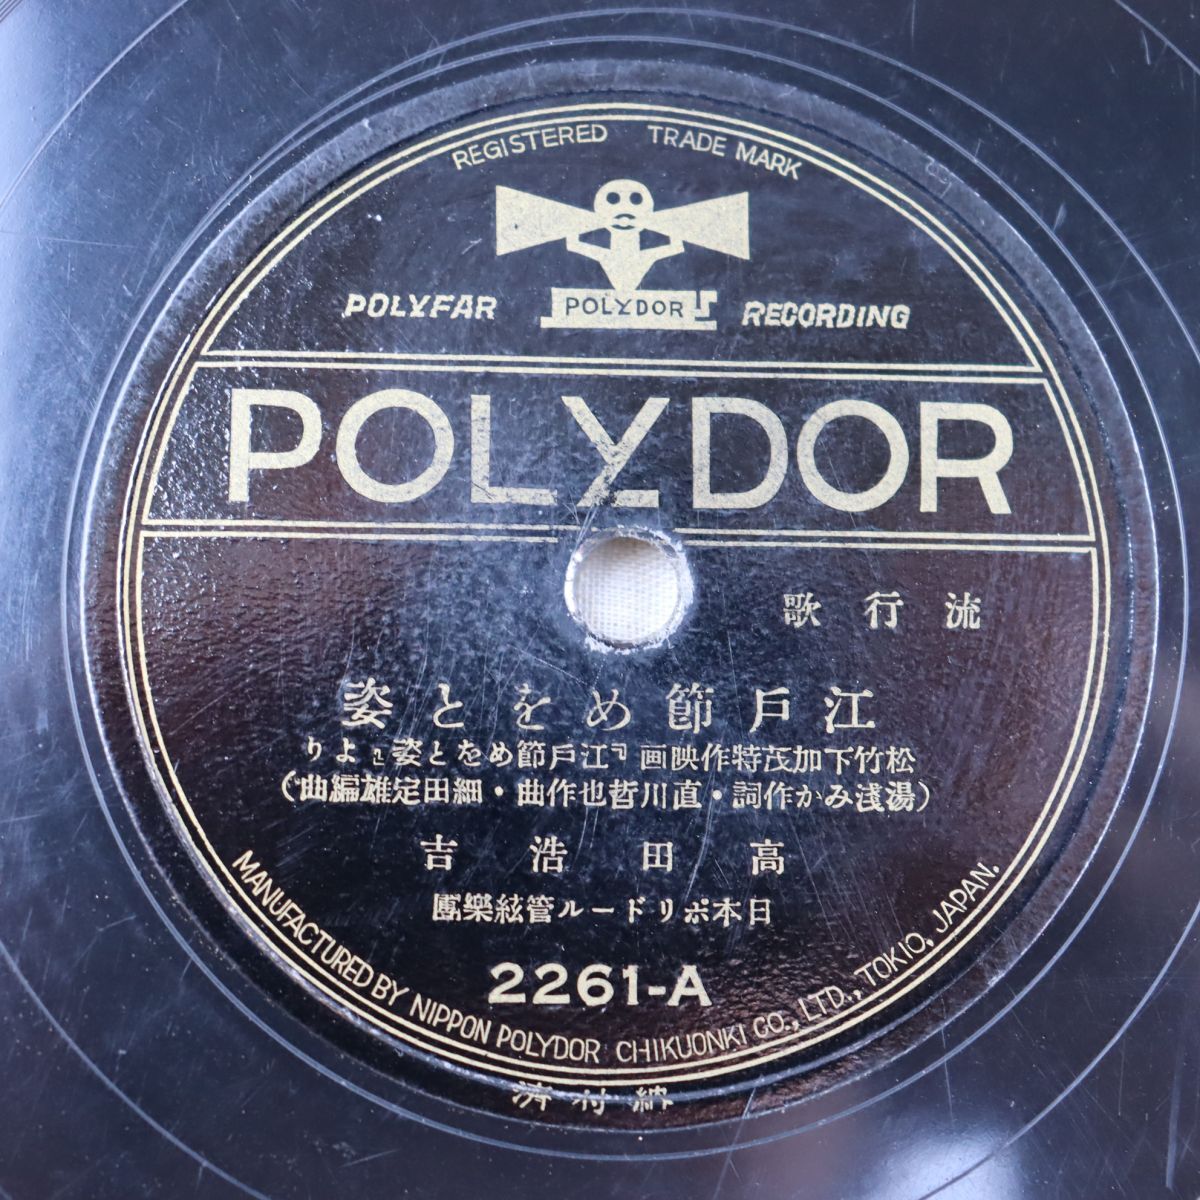 REGISTERED TRADE MARK
POLYFAR
POLYDOR
RECORDING
POLYDOR
流行歌
江戸節めをと姿
松竹下加茂特作映画『江戸節めをと姿』より
(湯浅みか作詞・直川哲也作曲・細田定雄編曲)
高田浩吉
日本ポリドール管絃樂團
2261-A
MANUFACTURED BY NIPPON POLYDOR CHIKUONKI CO., LTD., TOKIO, JAPAN.